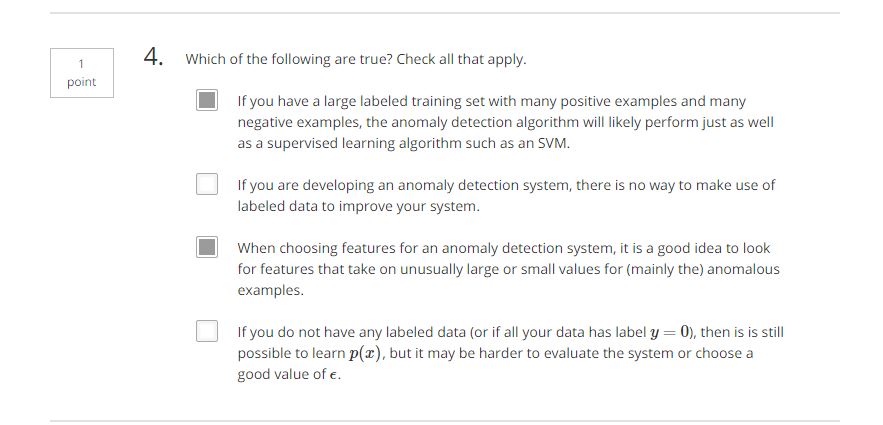 1
point
4. Which of the following are true? Check all that apply.
If you have a large labeled training set with many positive examples and many
negative examples, the anomaly detection algorithm will likely perform just as well
as a supervised learning algorithm such as an SVM.
If you are developing an anomaly detection system, there is no way to make use of
labeled data to improve your system.
When choosing features for an anomaly detection system, it is a good idea to look
for features that take on unusually large or small values for (mainly the) anomalous
examples.
If you do not have any labeled data (or if all your data has label y = 0), then is is still
possible to learn p(x), but it may be harder to evaluate the system or choose a
good value of ϵ.